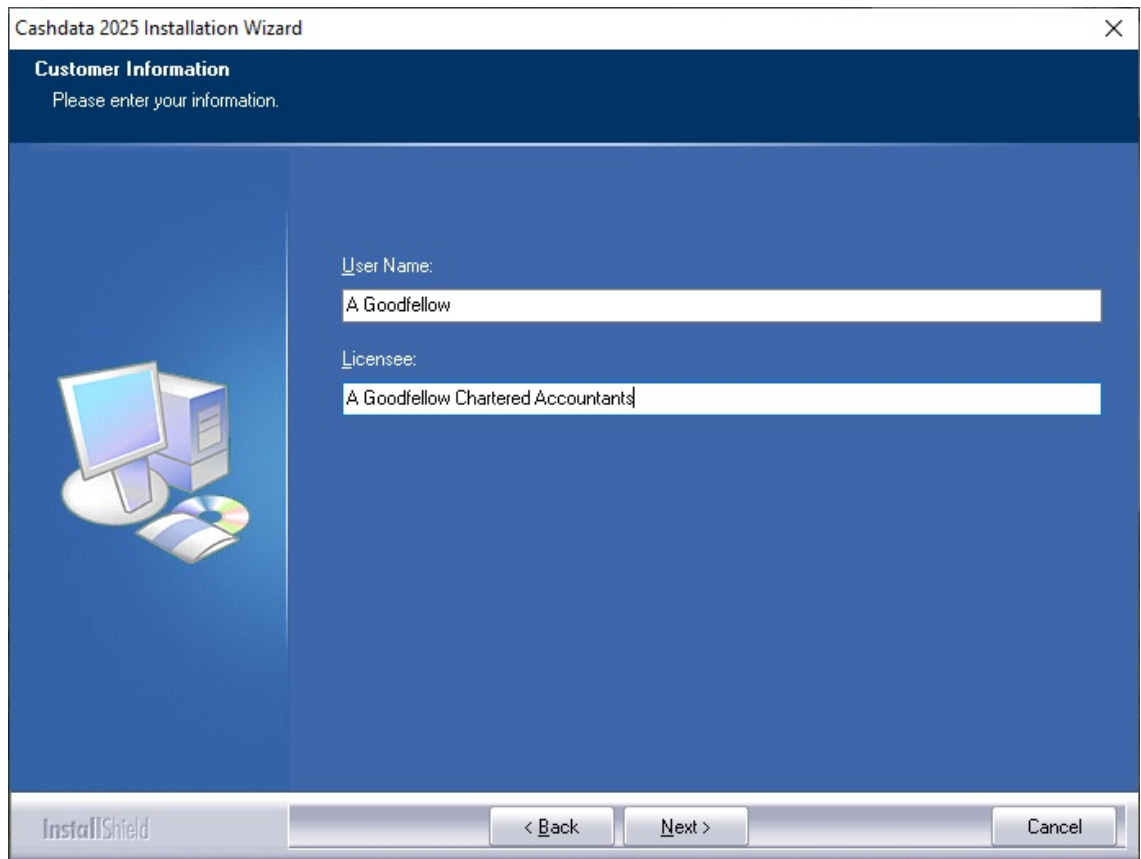 Cashdata 2025 Installation Wizard
Customer Information
Please enter your information.
User Name:
A Goodfellow
Licensee:
A Goodfellow Chartered Accountants
InstallShield
< Back
Next >
Cancel